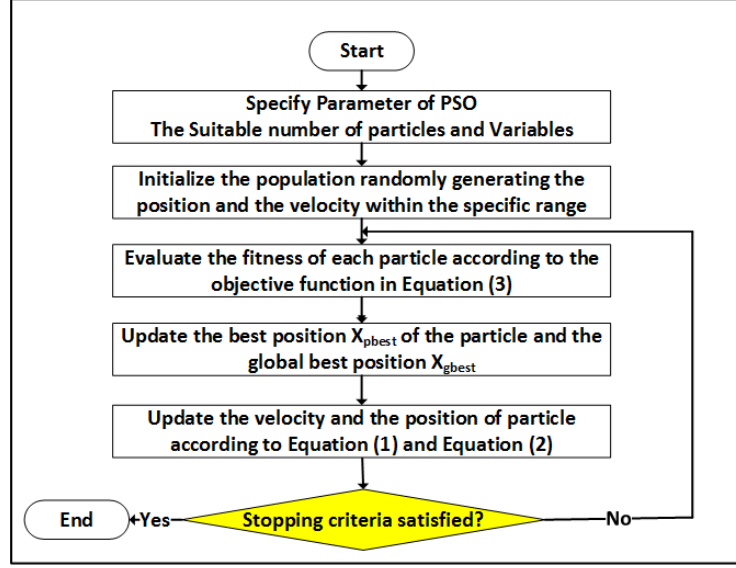 Start
Specify Parameter of PSO
The Suitable number of particles and Variables
Initialize the population randomly generating the
position and the velocity within the specific range
Evaluate the fitness of each particle according to the
objective function in Equation (3)
Update the best position Xpbest of the particle and the
global best position Xgbest
Update the velocity and the position of particle
according to Equation (1) and Equation (2)
Stopping criteria satisfied?
Yes
End
No